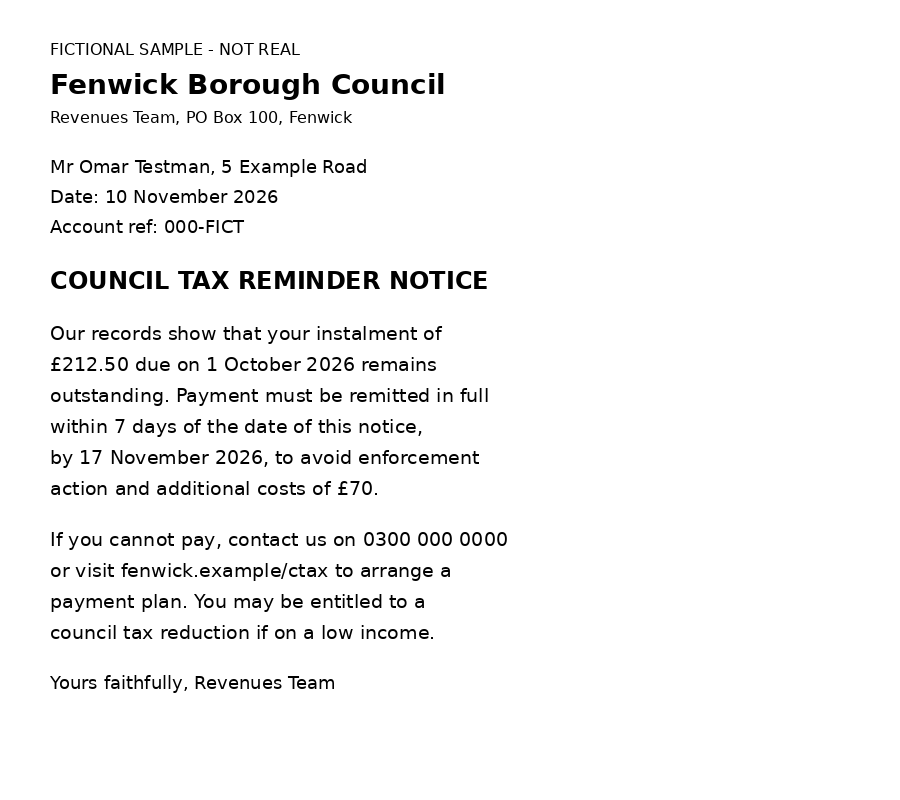 FICTIONAL SAMPLE - NOT REAL
Fenwick Borough Council
Revenues Team, PO Box 100, Fenwick
Mr Omar Testman, 5 Example Road
Date: 10 November 2026
Account ref: 000-FICT
COUNCIL TAX REMINDER NOTICE
Our records show that your instalment of
£212.50 due on 1 October 2026 remains
outstanding. Payment must be remitted in full
within 7 days of the date of this notice,
by 17 November 2026, to avoid enforcement
action and additional costs of £70.
If you cannot pay, contact us on 0300 000 0000
or visit fenwick.example/ctax to arrange a
payment plan. You may be entitled to a
council tax reduction if on a low income.
Yours faithfully, Revenues Team